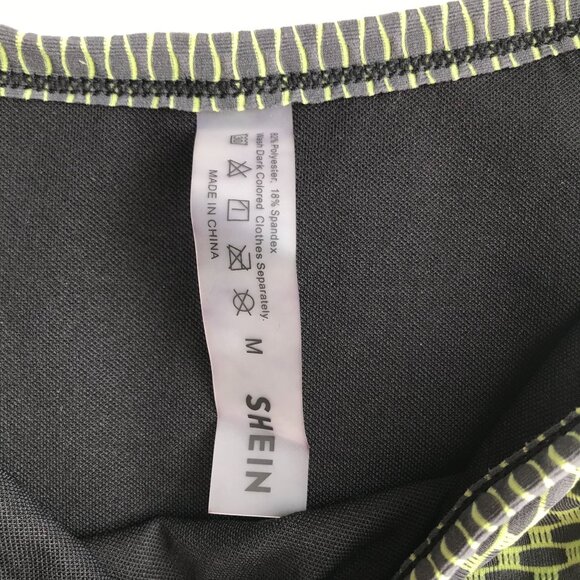 82% Polyester, 18% Spandex
Wash Dark Colored Clothes Separately.
MADE IN CHINA
M
SHEIN